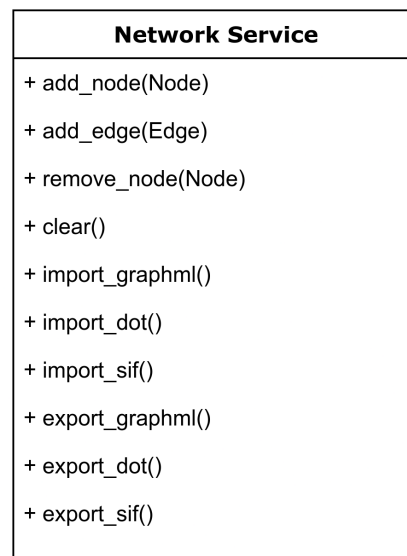 Network Service
+ add_node(Node)
+ add_edge(Edge)
+ remove_node(Node)
+ clear()
+ import_graphml()
+ import_dot()
+ import_sif()
+ export_graphml()
+ export_dot()
+ export_sif()